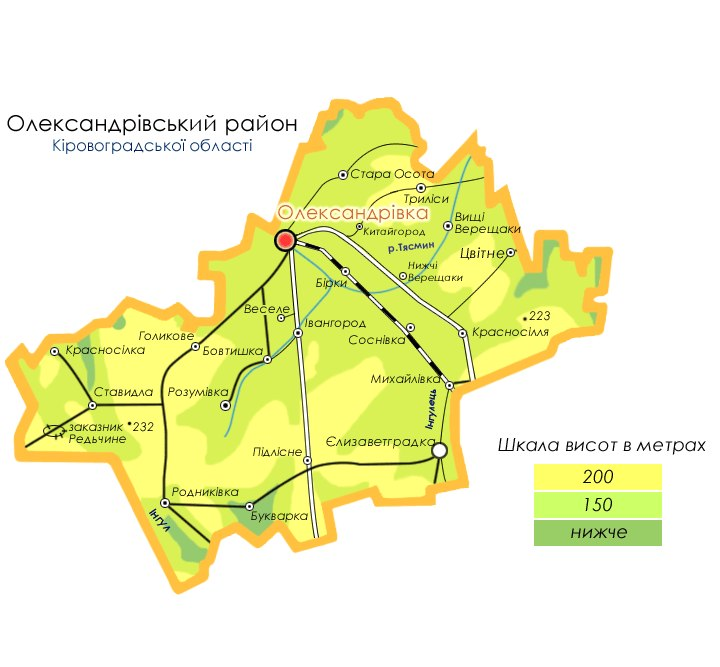 Олександрівський район
Кіровоградської області
Стара Осота
Триліси
Олександрівка
Вищі
Верещаки
Китайгород
р.Тясмин
Цвітне
Нижчі
Верещаки
Бірки
Веселе
Івангород
223
Голикове
Бовтишка
Соснівка
Красносілля
Красносілка
Михайлівка
Ставидла
Розумівка
Інгулець
заказник
Редьчине
232
Єлизаветградка
Підлісне
Шкала висот в метрах
200
Родниківка
150
Інгул
Букварка
нижче